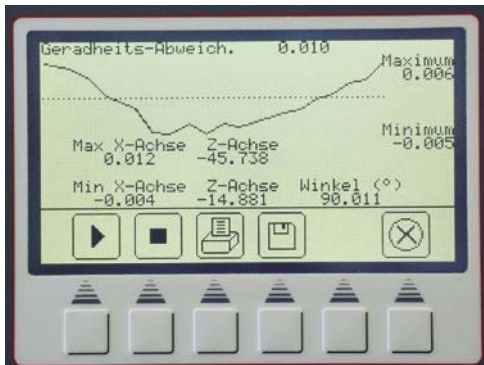 Geradheits-Abweich. 0.010
Maximum
0.006
Minimum
-0.005
Max X-Achse Z-Achse
0.012 -45.738
Min X-Achse Z-Achse Winkel (°)
-0.004 -14.881 90.011